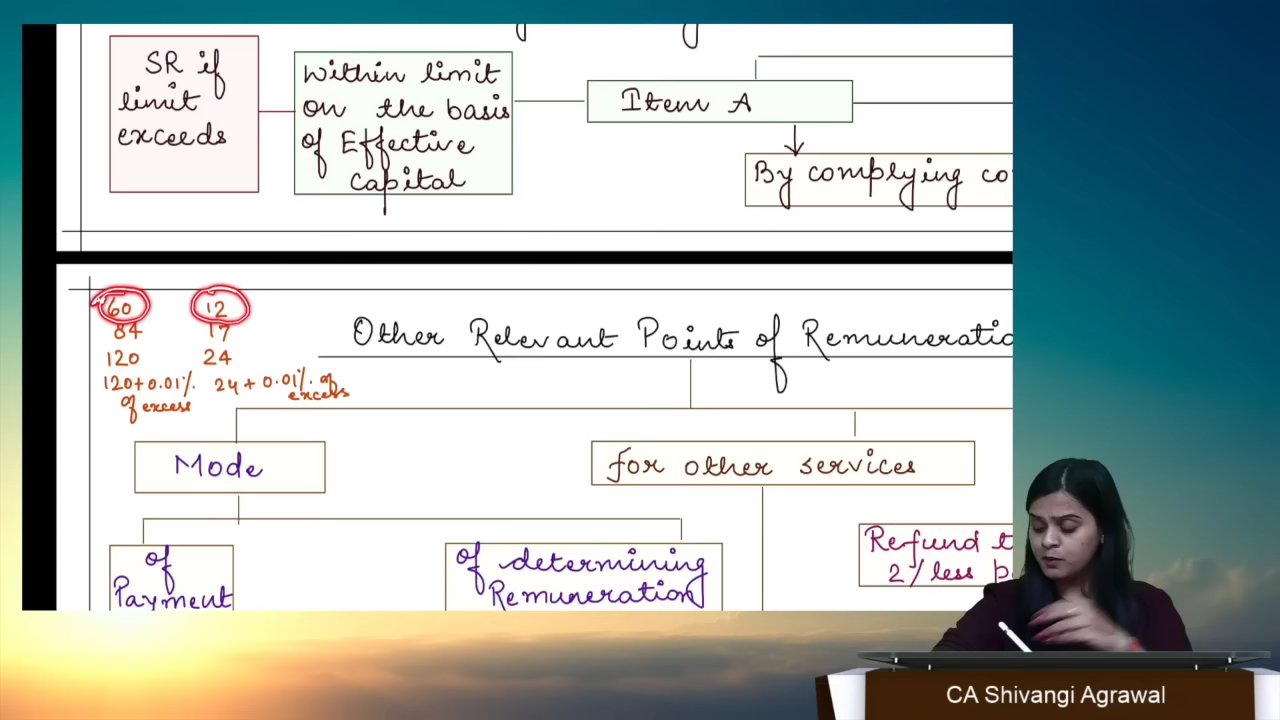 SR if
limit
exceeds
within limit
on the basis
of Effective
capital
Item A
By complying co
60 12
84 17
120 24
120+0.01% 24 + 0.01% of
of excess excess
Other Relevant Points of Remuneratio
Mode
for other services
of
Payment
of determining
Remuneration
Refund t
2/less p
CA Shivangi Agrawal